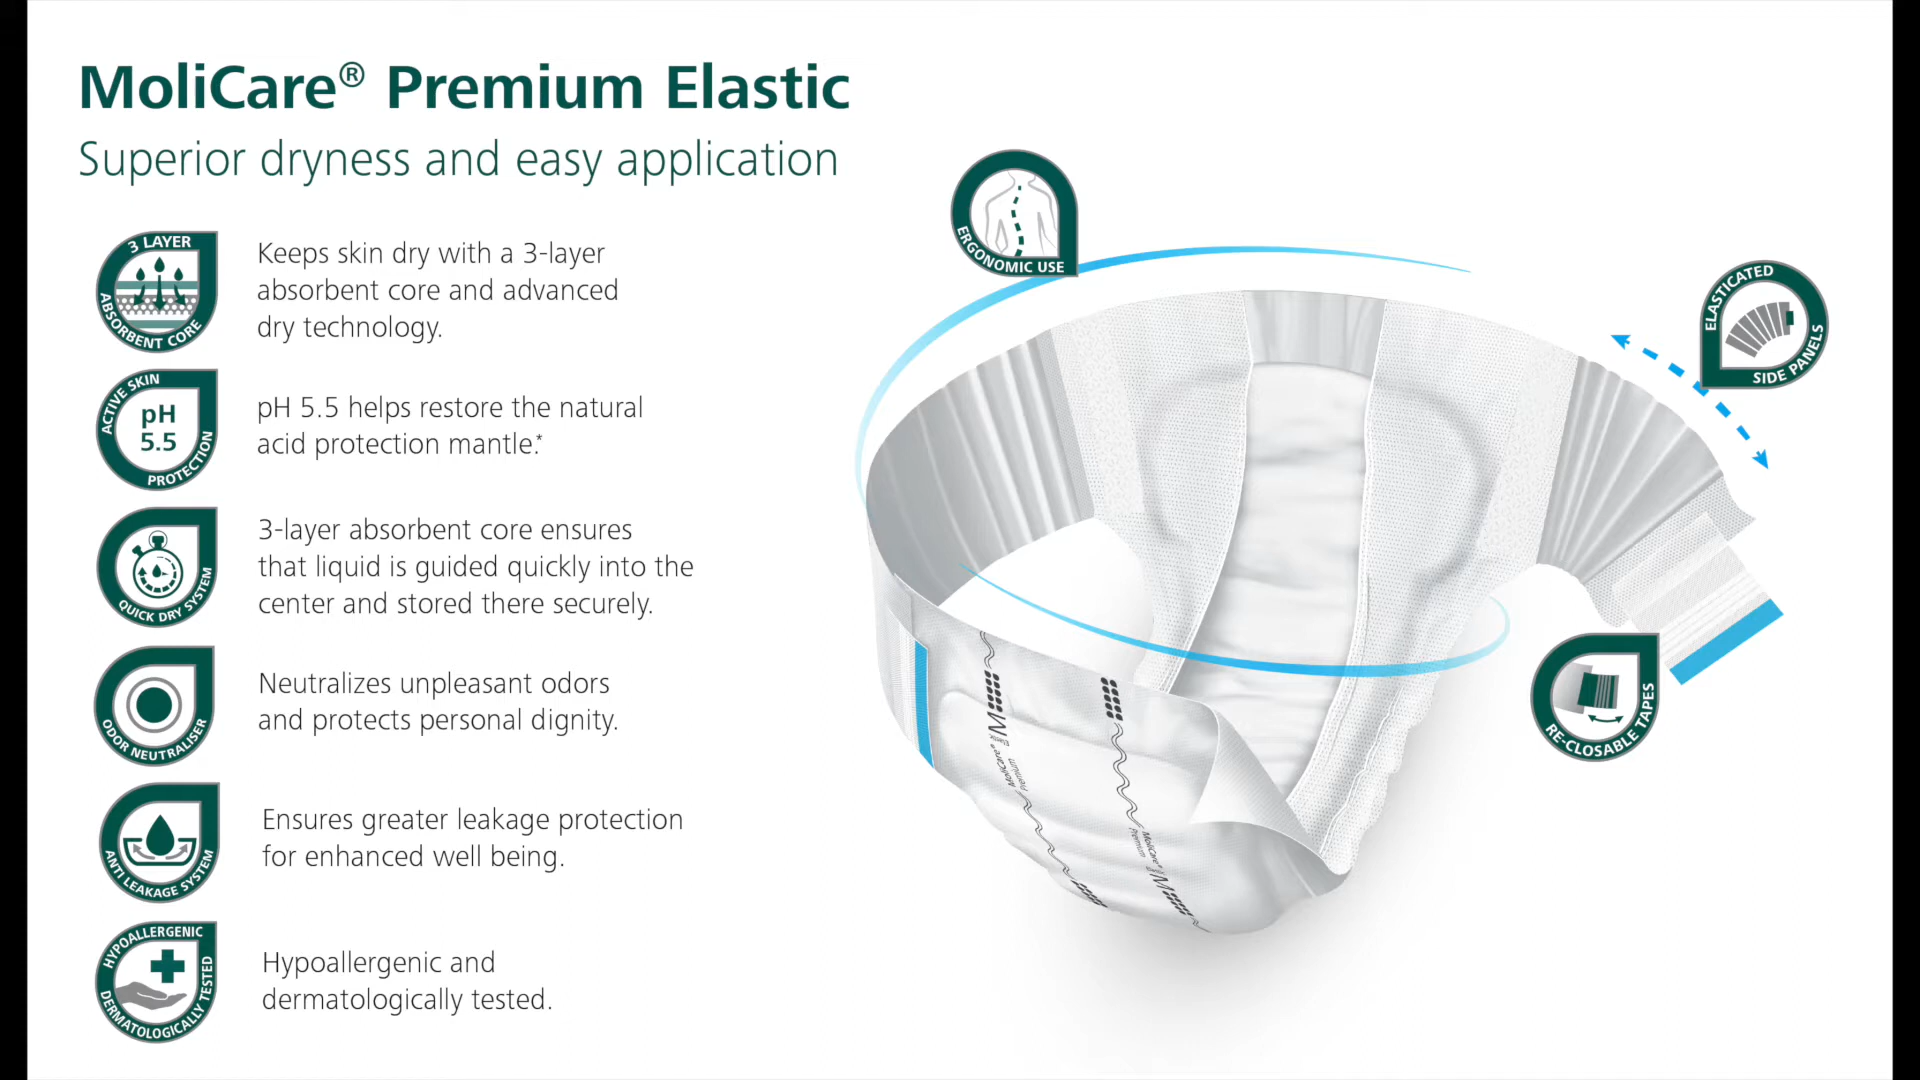 MoliCare® Premium Elastic
Superior dryness and easy application
3 LAYER
ABSORBENT CORE
Keeps skin dry with a 3-layer
absorbent core and advanced
dry technology.
ACTIVE SKIN
pH
5.5
PROTECTION
pH 5.5 helps restore the natural
acid protection mantle.*
QUICK DRY SYSTEM
3-layer absorbent core ensures
that liquid is guided quickly into the
center and stored there securely.
ODOR NEUTRALISER
Neutralizes unpleasant odors
and protects personal dignity.
ANTI LEAKAGE SYSTEM
Ensures greater leakage protection
for enhanced well being.
HYPOALLERGENIC
DERMATOLOGICALLY TESTED
Hypoallergenic and
dermatologically tested.
ERGONOMIC USE
ELASTICATED
SIDE PANELS
RE-CLOSABLE TAPES
M
MoliCare®
Premium
Elastic
MoliCare®
Premium
M